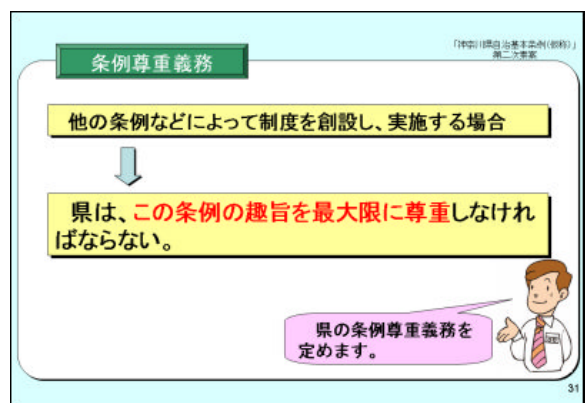 「神奈川県自治基本条例(仮称)」
第二次素案
条例尊重義務
他の条例などによって制度を創設し、実施する場合
県は、この条例の趣旨を最大限に尊重しなけれ
ばならない。
県の条例尊重義務を
定めます。
31